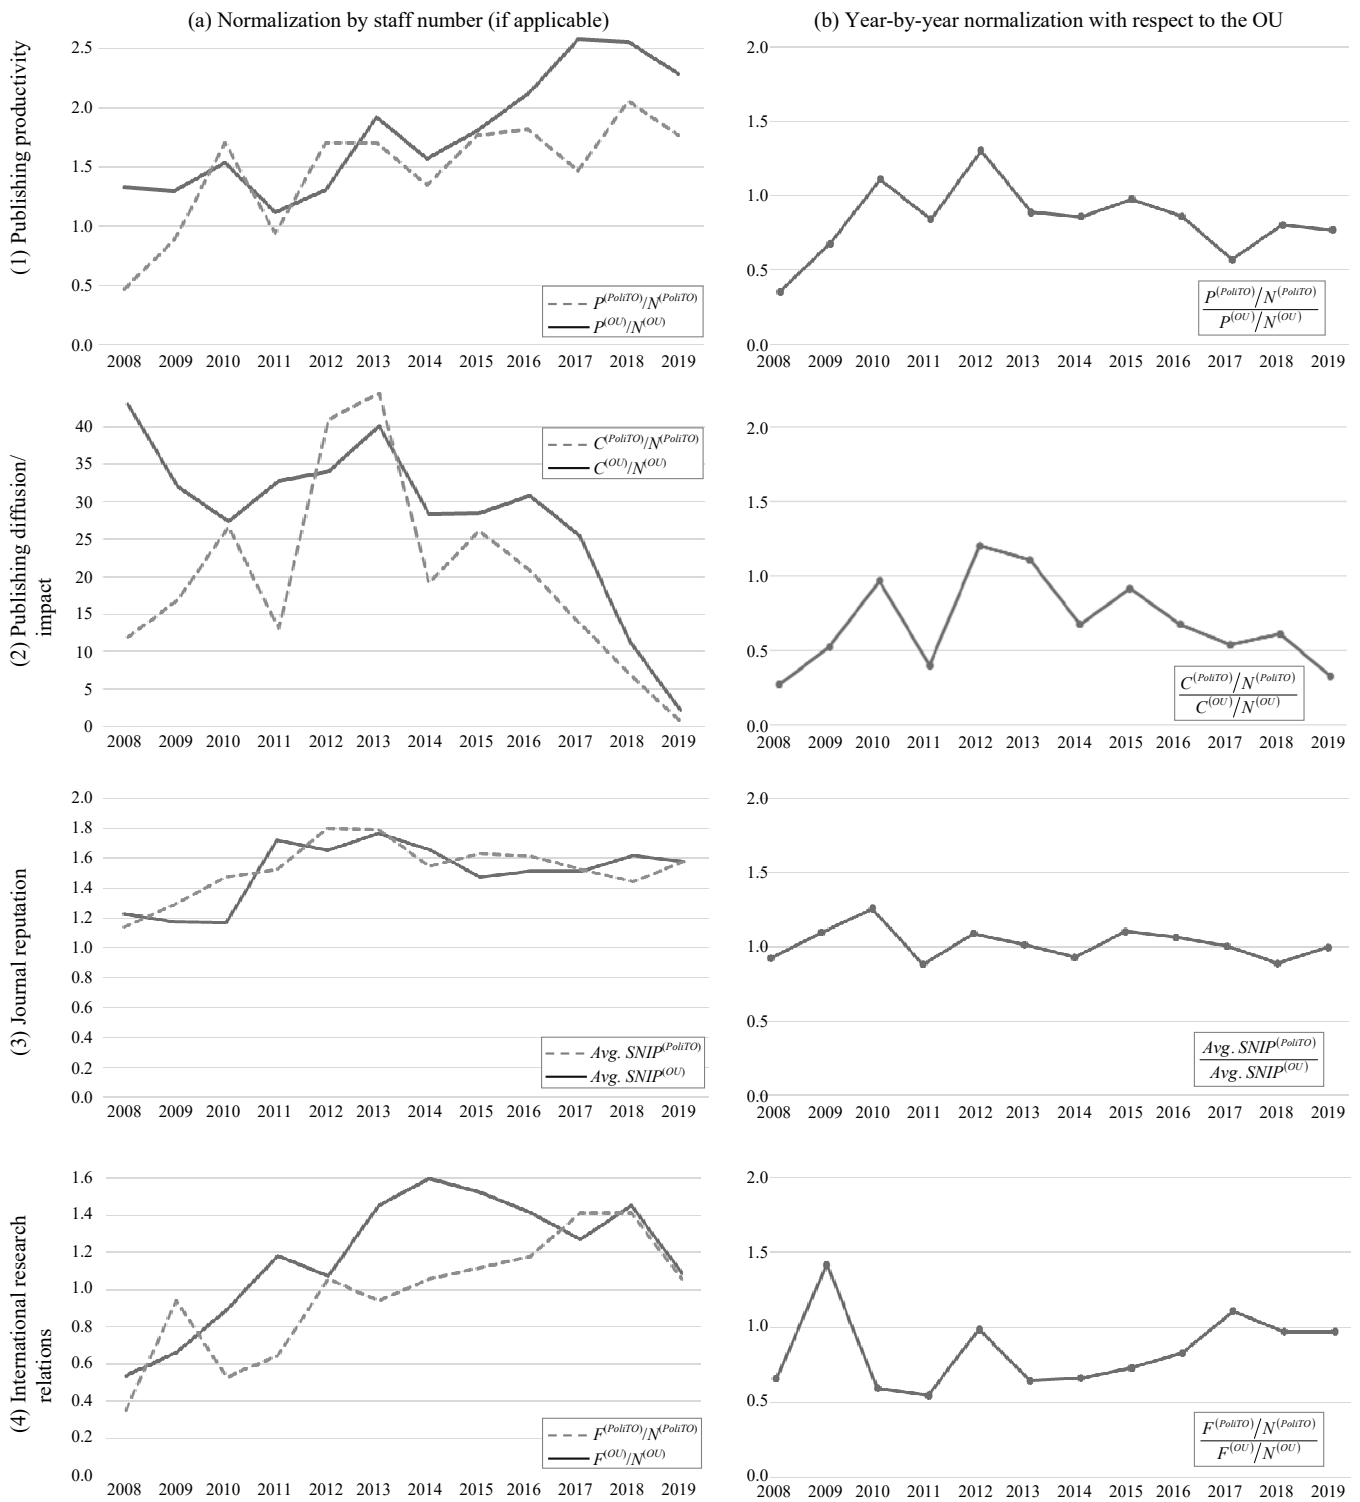 (a) Normalization by staff number (if applicable)
(b) Year-by-year normalization with respect to the OU
(1) Publishing productivity
2.5
2.0
1.5
1.0
0.5
0.0
P(PoliTO)/N(PoliTO)
P(OU)/N(OU)
2008 2009 2010 2011 2012 2013 2014 2015 2016 2017 2018 2019
2.0
1.5
1.0
0.5
0.0
P(PoliTO)/N(PoliTO)
P(OU)/N(OU)
2008 2009 2010 2011 2012 2013 2014 2015 2016 2017 2018 2019
(2) Publishing diffusion/
impact
40
35
30
25
20
15
10
5
0
C(PoliTO)/N(PoliTO)
C(OU)/N(OU)
2008 2009 2010 2011 2012 2013 2014 2015 2016 2017 2018 2019
2.0
1.5
1.0
0.5
0.0
C(PoliTO)/N(PoliTO)
C(OU)/N(OU)
2008 2009 2010 2011 2012 2013 2014 2015 2016 2017 2018 2019
(3) Journal reputation
2.0
1.8
1.6
1.4
1.2
1.0
0.8
0.6
0.4
0.2
0.0
Avg. SNIP(PoliTO)
Avg. SNIP(OU)
2008 2009 2010 2011 2012 2013 2014 2015 2016 2017 2018 2019
2.0
1.5
1.0
0.5
0.0
Avg. SNIP(PoliTO)
Avg. SNIP(OU)
2008 2009 2010 2011 2012 2013 2014 2015 2016 2017 2018 2019
(4) International research
relations
1.6
1.4
1.2
1.0
0.8
0.6
0.4
0.2
0.0
F(PoliTO)/N(PoliTO)
F(OU)/N(OU)
2008 2009 2010 2011 2012 2013 2014 2015 2016 2017 2018 2019
2.0
1.5
1.0
0.5
0.0
F(PoliTO)/N(PoliTO)
F(OU)/N(OU)
2008 2009 2010 2011 2012 2013 2014 2015 2016 2017 2018 2019